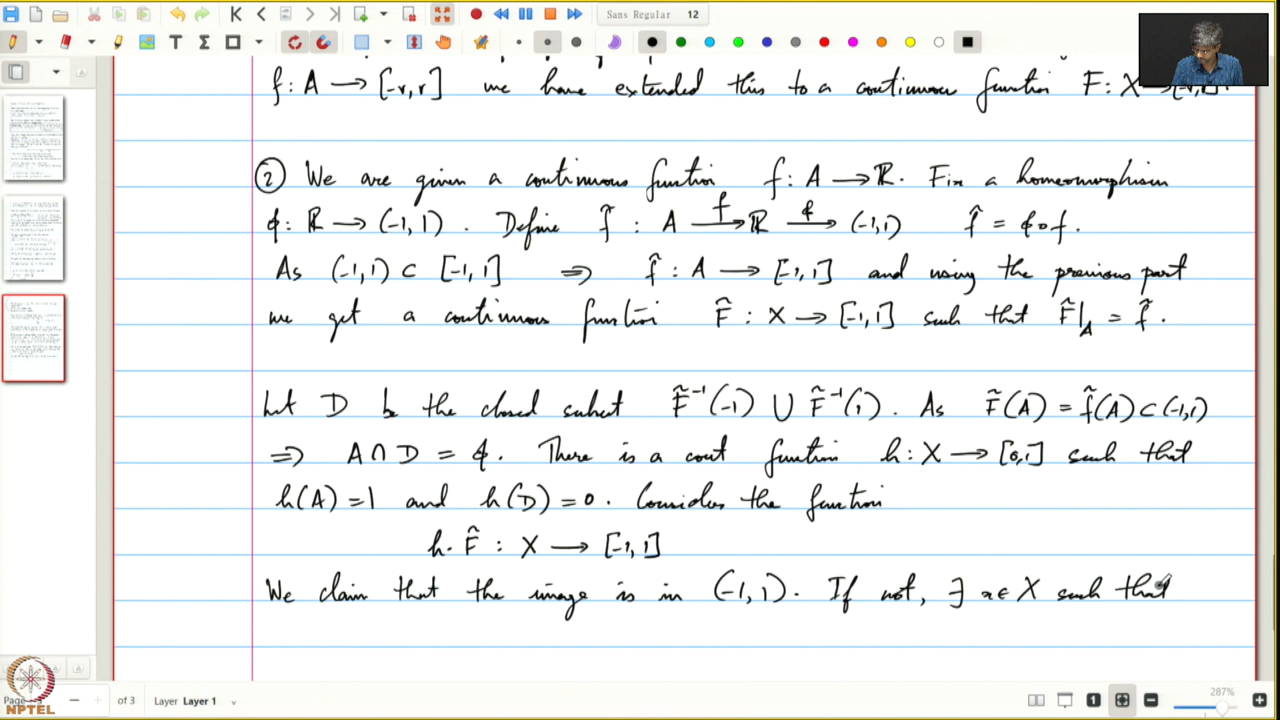 Sans Regular 12
f : A → [-r, r] we have extended this to a continuous function F : X → [-r, r].
② We are given a continuous function f : A → ℝ. Fix a homeomorphism
φ : ℝ → (-1, 1). Define f̃ : A →^f ℝ →^φ (-1, 1) f̃ = φ∘f.
As (-1, 1) ⊂ [-1, 1] ⇒ f̃ : A → [-1, 1] and using the previous part
we get a continuous function F̃ : X → [-1, 1] such that F̃|_A = f̃.
Let D be the closed subset F̃⁻¹(-1) ∪ F̃⁻¹(1). As F̃(A) = f̃(A) ⊂ (-1, 1)
⇒ A ∩ D = ϕ. There is a cont function h : X → [0, 1] such that
h(A) = 1 and h(D) = 0. Consider the function
h·F̃ : X → [-1, 1]
We claim that the image is in (-1, 1). If not, ∃ x ∈ X such that
NPTEL
Page
of 3
Layer
Layer 1
287%